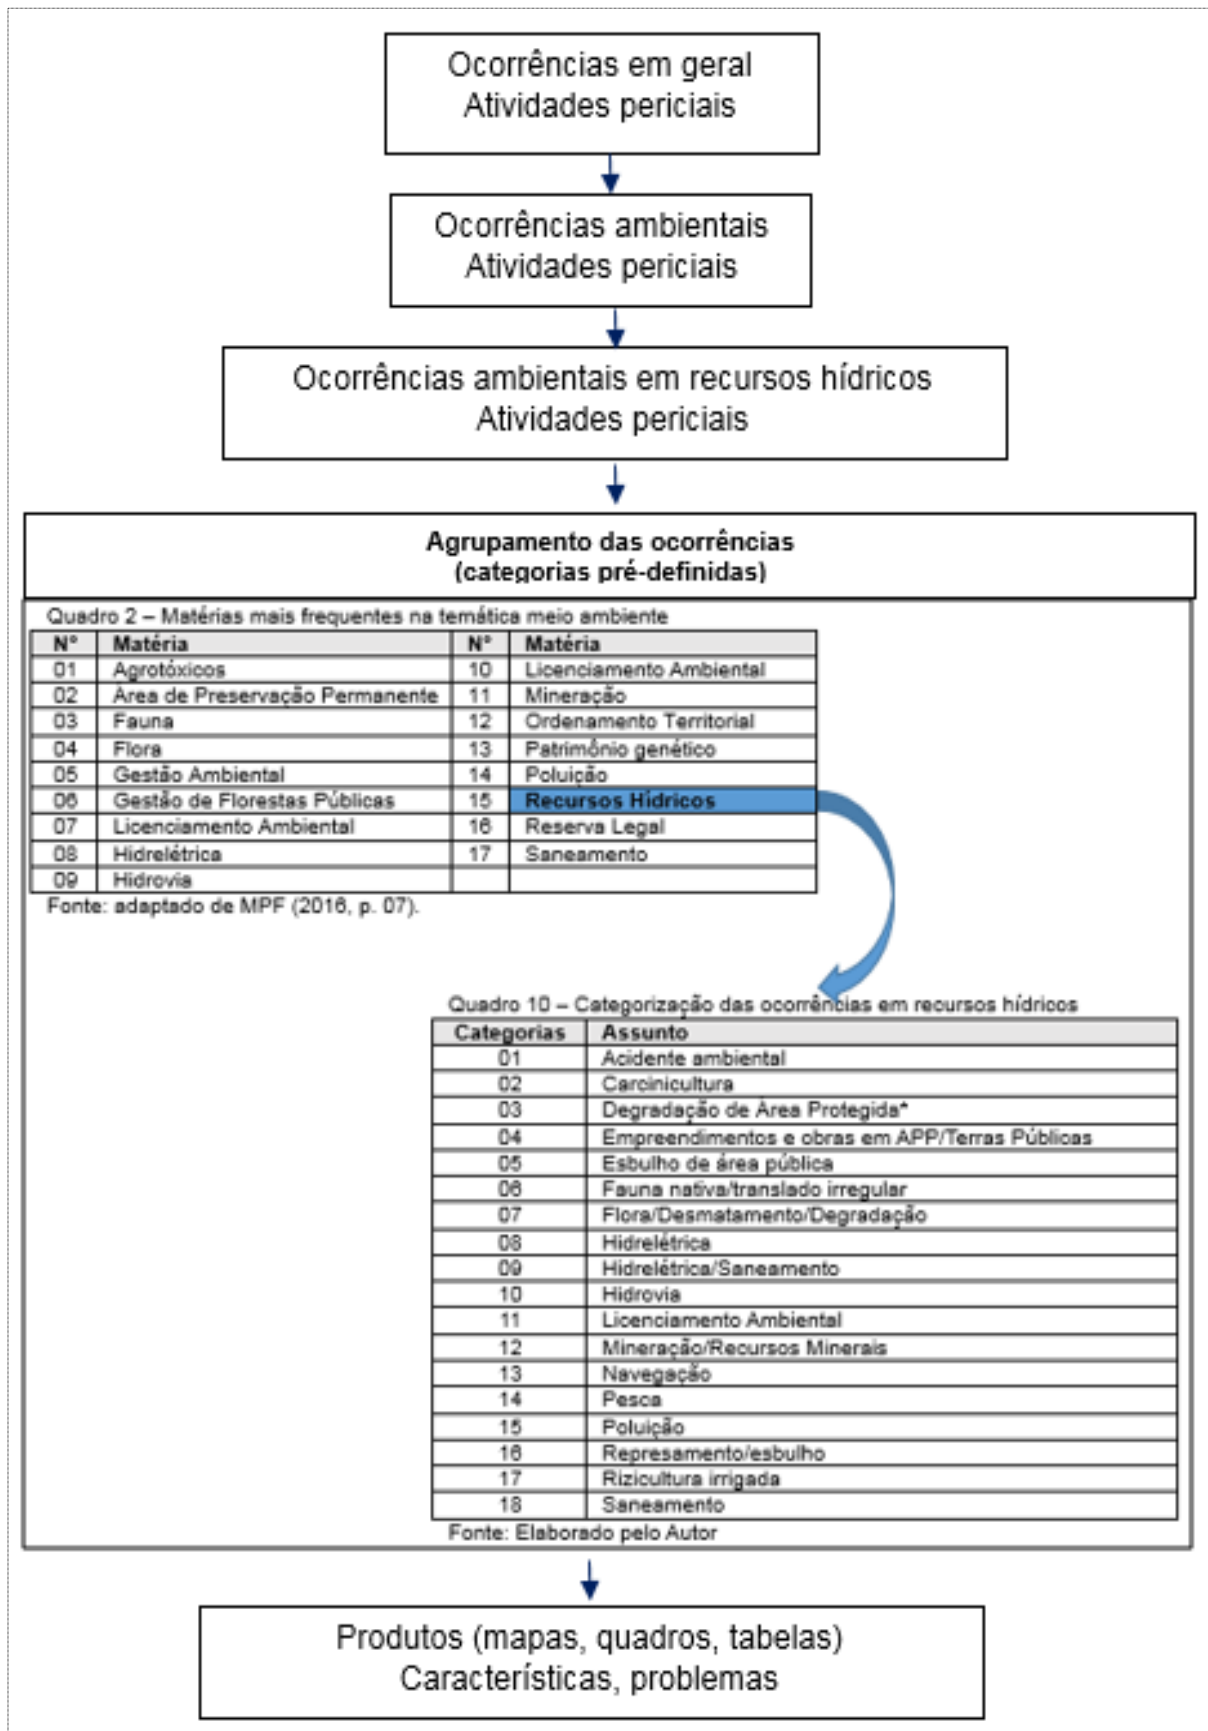 Ocorrências em geral
Atividades periciais
Ocorrências ambientais
Atividades periciais
Ocorrências ambientais em recursos hídricos
Atividades periciais
Agrupamento das ocorrências
(categorias pré-definidas)
Quadro 2 – Matérias mais frequentes na temática meio ambiente
Nº Matéria Nº Matéria
01 Agrotóxicos 10 Licenciamento Ambiental
02 Área de Preservação Permanente 11 Mineração
03 Fauna 12 Ordenamento Territorial
04 Flora 13 Patrimônio genético
05 Gestão Ambiental 14 Poluição
06 Gestão de Florestas Públicas 15 Recursos Hídricos
07 Licenciamento Ambiental 16 Reserva Legal
08 Hidrelétrica 17 Saneamento
09 Hidrovia
Fonte: adaptado de MPF (2016, p. 07).
Quadro 10 – Categorização das ocorrências em recursos hídricos
Categorias Assunto
01 Acidente ambiental
02 Carcinicultura
03 Degradação de Área Protegida*
04 Empreendimentos e obras em APP/Terras Públicas
05 Esbulho de área pública
06 Fauna nativa/translado irregular
07 Flora/Desmatamento/Degradação
08 Hidrelétrica
09 Hidrelétrica/Saneamento
10 Hidrovia
11 Licenciamento Ambiental
12 Mineração/Recursos Minerais
13 Navegação
14 Pesca
15 Poluição
16 Represamento/esbulho
17 Rizicultura irrigada
18 Saneamento
Fonte: Elaborado pelo Autor
Produtos (mapas, quadros, tabelas)
Características, problemas